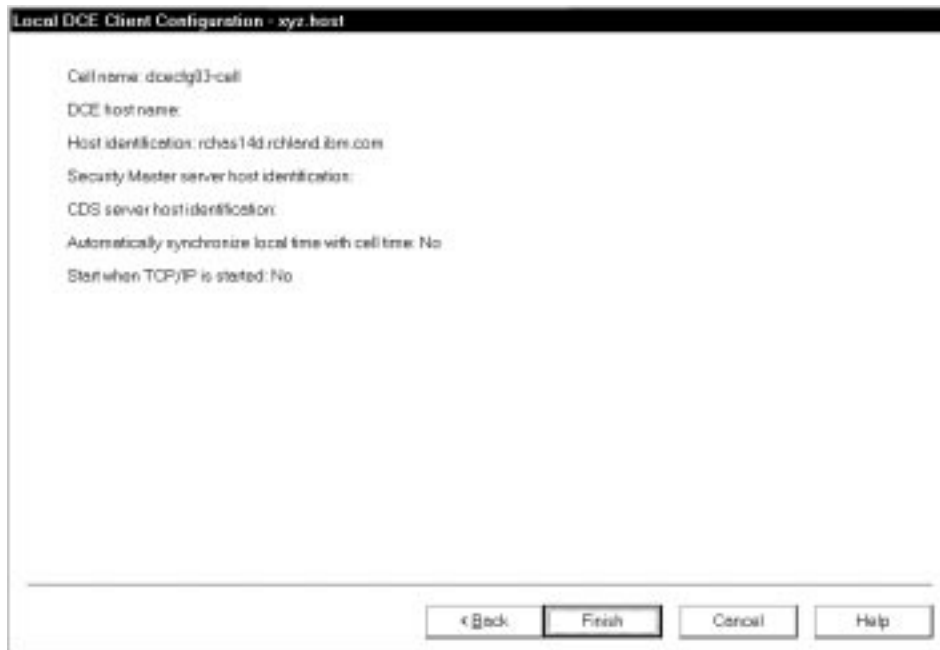 Local DCE Client Configuration - xyz.host
Cell name: dcecfg03-cell
DCE host name:
Host identification: rchas14d.rchland.ibm.com
Security Master server host identification:
CDS server host identification:
Automatically synchronize local time with cell time: No
Start when TCP/IP is started: No
< Back Finish Cancel Help